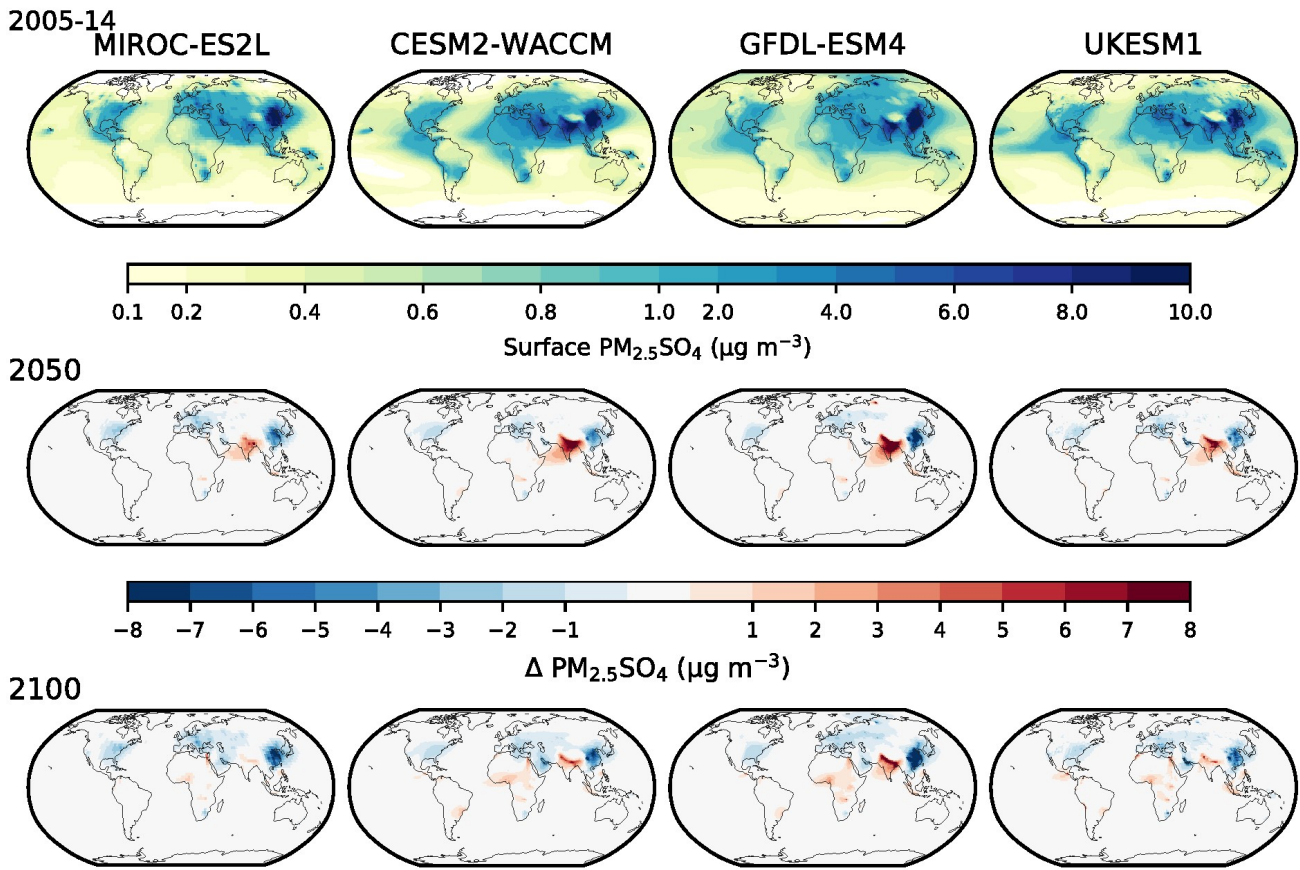 2005-14
MIROC-ES2L CESM2-WACCM GFDL-ESM4 UKESM1
0.1 0.2 0.4 0.6 0.8 1.0 2.0 4.0 6.0 8.0 10.0
Surface PM₂.₅SO₄ (μg m⁻³)
2050
−8 −7 −6 −5 −4 −3 −2 −1 1 2 3 4 5 6 7 8
Δ PM₂.₅SO₄ (μg m⁻³)
2100